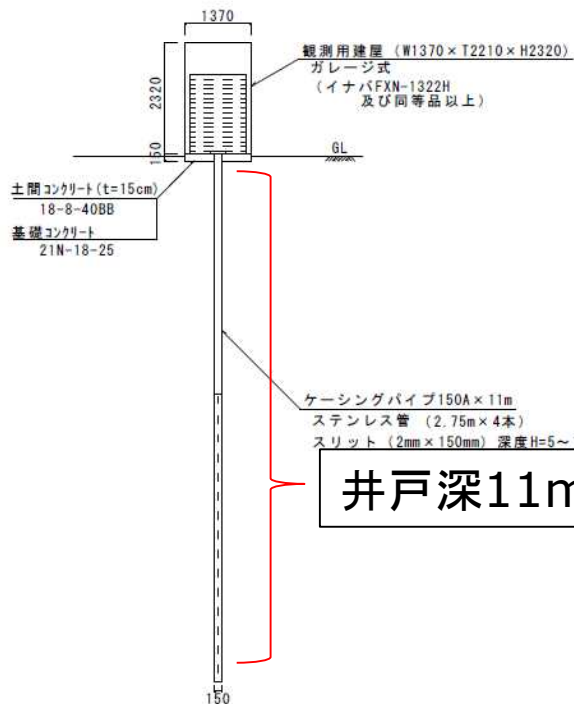 1370
観測用建屋 (W1370×T2210×H2320)
ガレージ式
(イナバFXN-1322H
及び同等品以上)
2320
150
GL
土間コンクリート(t=15cm)
18-8-40BB
基礎コンクリート
21N-18-25
ケーシングパイプ150A×11m
ステンレス管 (2.75m×4本)
スリット (2mm×150mm) 深度H=5~
井戸深11m
150